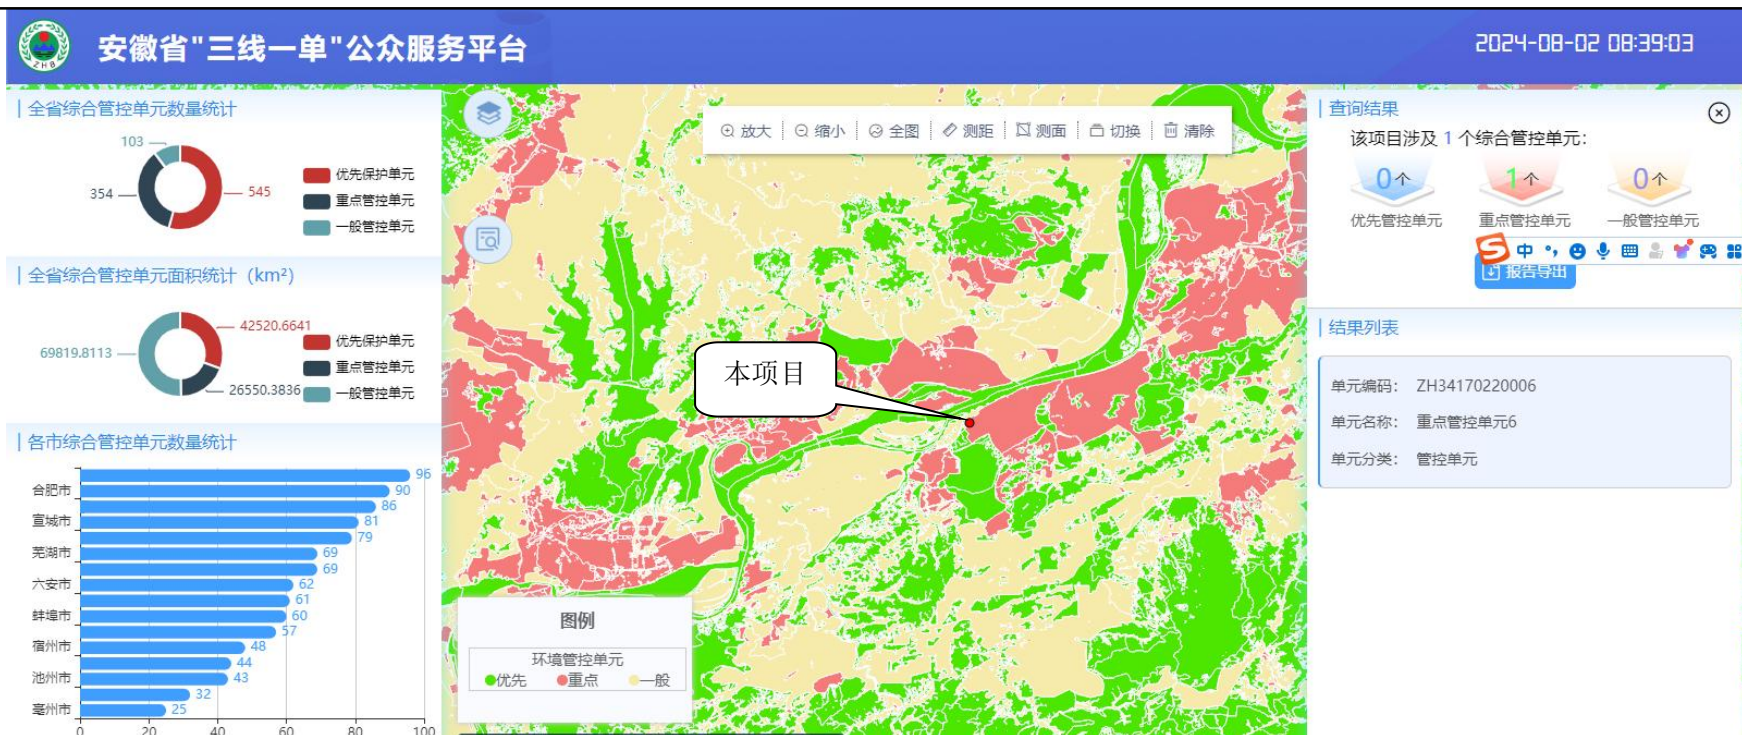 安徽省"三线一单"公众服务平台
2024-08-02 08:39:03
ZHB
全省综合管控单元数量统计
103
354
545
优先保护单元
重点管控单元
一般管控单元
全省综合管控单元面积统计（km²）
42520.6641
69819.8113
26550.3836
优先保护单元
重点管控单元
一般管控单元
各市综合管控单元数量统计
96
合肥市
90
86
宣城市
81
79
芜湖市
69
69
六安市
62
61
蚌埠市
60
57
宿州市
48
44
池州市
43
32
亳州市
25
0 20 40 60 80 100
放大 缩小 全图 测距 测面 切换 清除
本项目
图例
环境管控单元
优先 重点 一般
查询结果
该项目涉及 1 个综合管控单元：
0个 1个 0个
优先管控单元 重点管控单元 一般管控单元
中
报告导出
结果列表
单元编码： ZH34170220006
单元名称： 重点管控单元6
单元分类： 管控单元